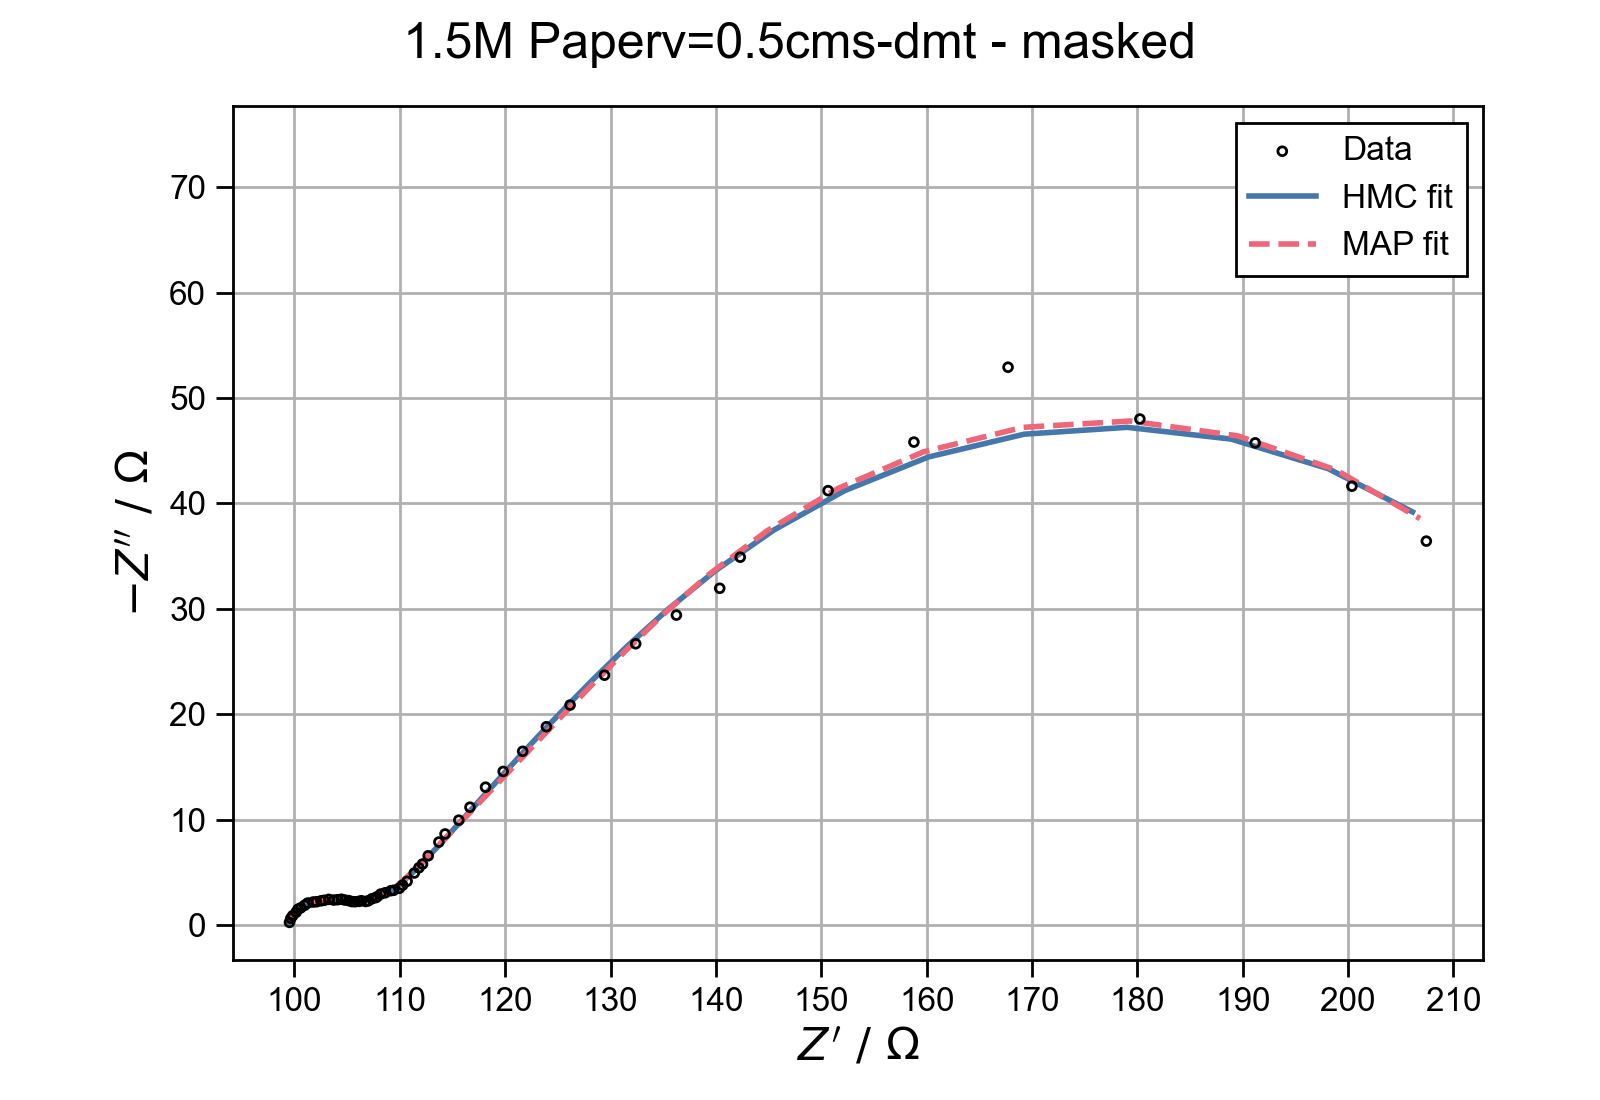 1.5M Paperv=0.5cms-dmt - masked
Data
HMC fit
MAP fit
70
60
50
40
30
20
10
0
−Z′′ / Ω
100 110 120 130 140 150 160 170 180 190 200 210
Z′ / Ω